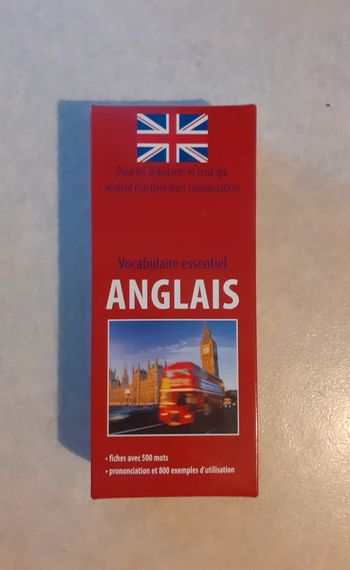 Pour les débutants et ceux qui
veulent réactiver leurs connaissances
Vocabulaire essentiel
ANGLAIS
• fiches avec 500 mots
• prononciation et 800 exemples d'utilisation